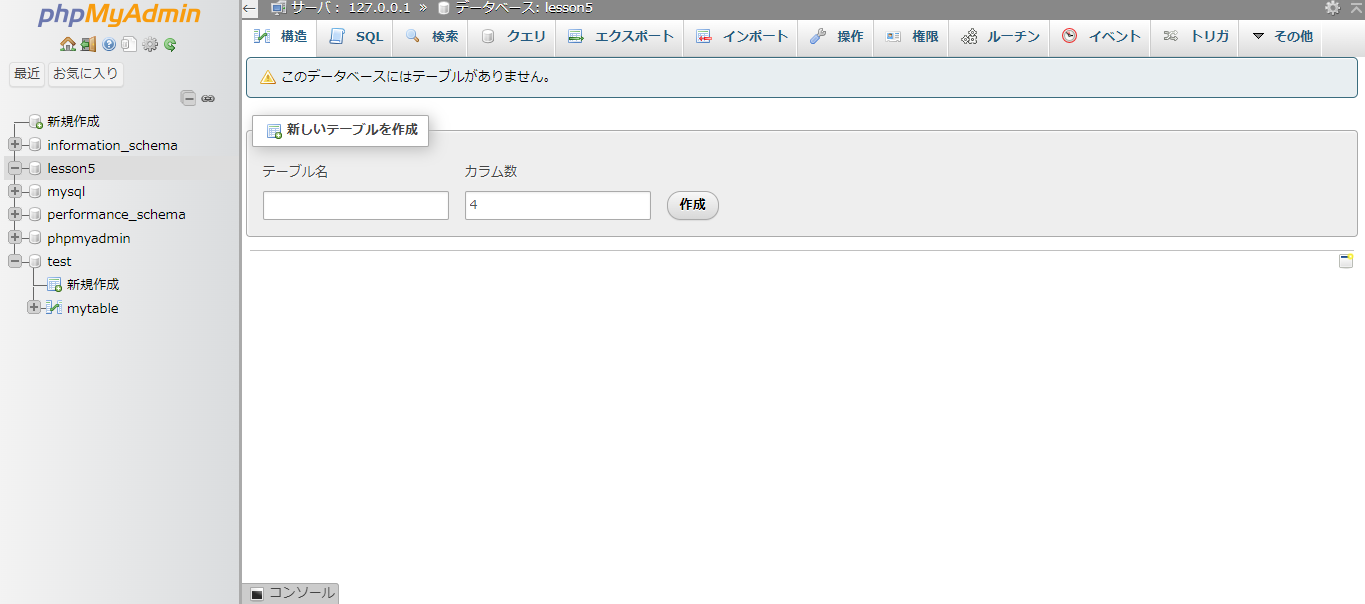 phpMyAdmin
最近 お気に入り
新規作成
information_schema
lesson5
mysql
performance_schema
phpmyadmin
test
新規作成
mytable
サーバ： 127.0.0.1 » データベース: lesson5
構造 SQL 検索 クエリ エクスポート インポート 操作 権限 ルーチン イベント トリガ その他
このデータベースにはテーブルがありません。
新しいテーブルを作成
テーブル名 カラム数
4 作成
コンソール